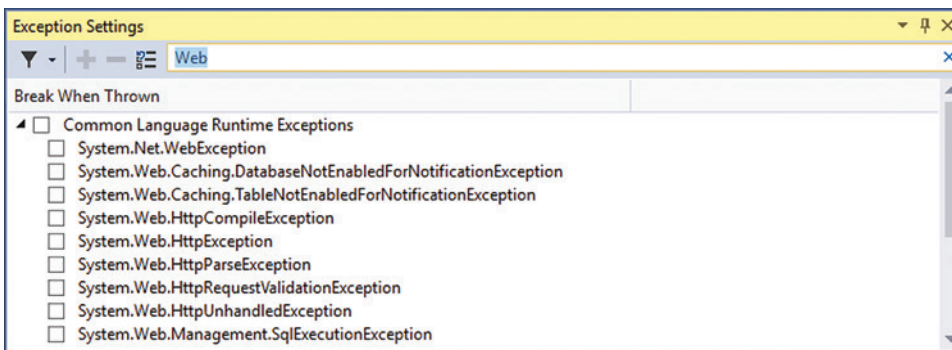 Exception Settings
Web
Break When Thrown
Common Language Runtime Exceptions
System.Net.WebException
System.Web.Caching.DatabaseNotEnabledForNotificationException
System.Web.Caching.TableNotEnabledForNotificationException
System.Web.HttpCompileException
System.Web.HttpException
System.Web.HttpParseException
System.Web.HttpRequestValidationException
System.Web.HttpUnhandledException
System.Web.Management.SqlExecutionException